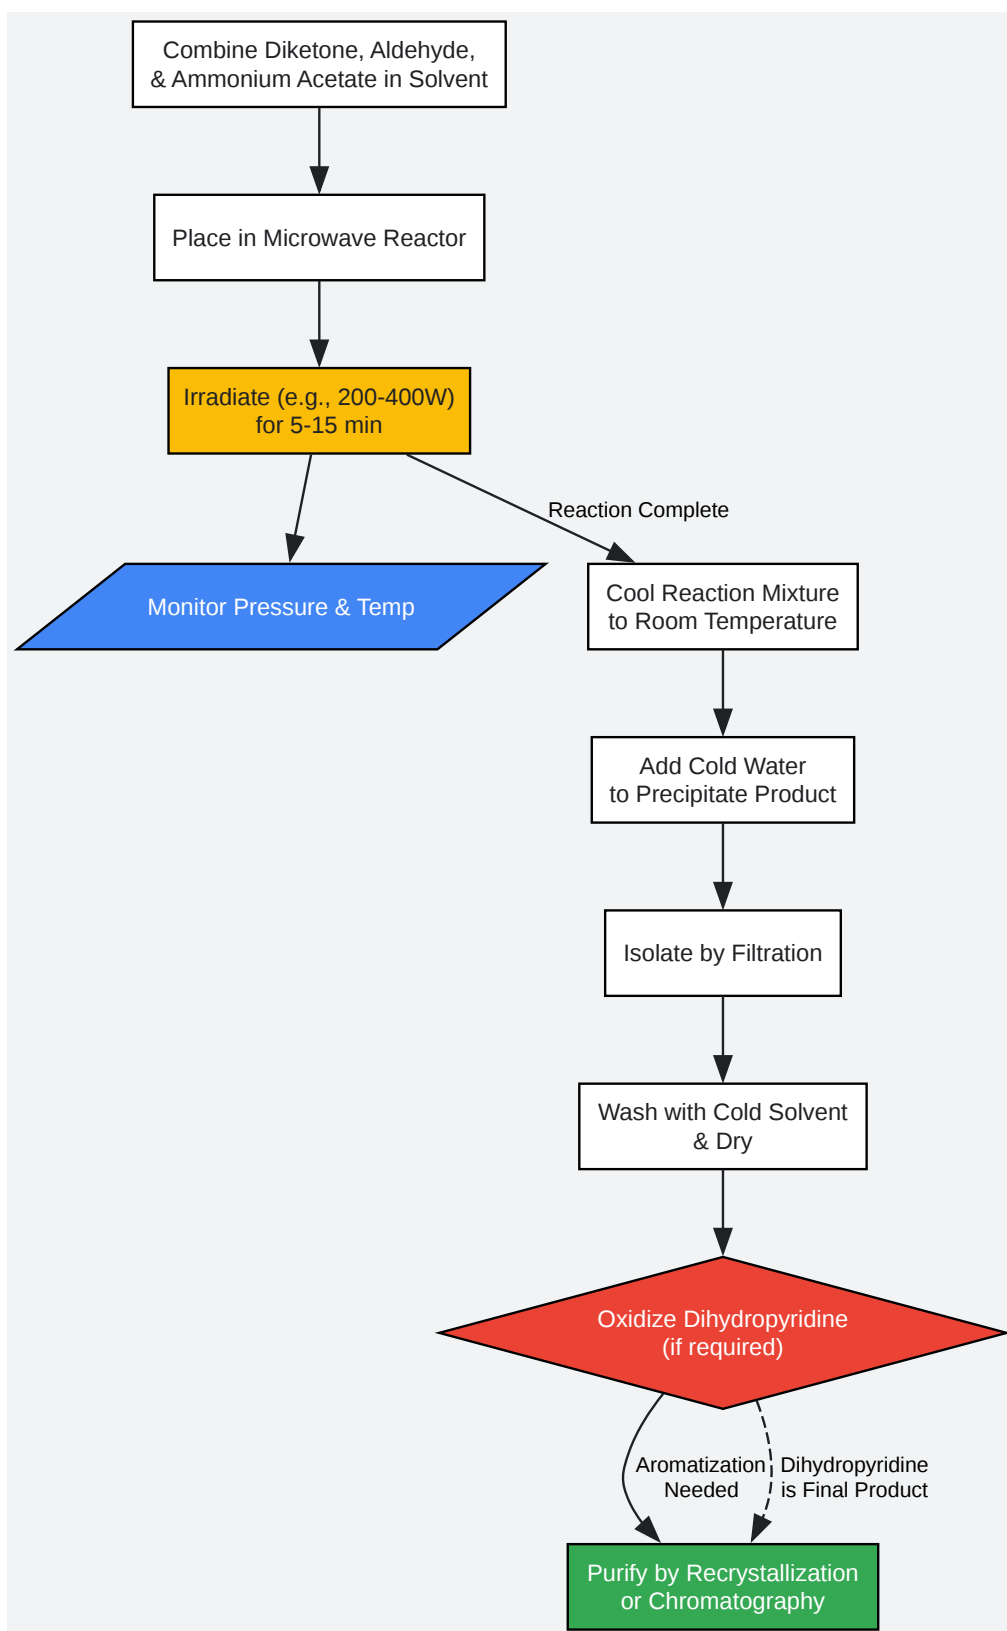 Combine Diketone, Aldehyde,
& Ammonium Acetate in Solvent
Place in Microwave Reactor
Irradiate (e.g., 200-400W)
for 5-15 min
Reaction Complete
Monitor Pressure & Temp
Cool Reaction Mixture
to Room Temperature
Add Cold Water
to Precipitate Product
Isolate by Filtration
Wash with Cold Solvent
& Dry
Oxidize Dihydropyridine
(if required)
Aromatization
Needed
Dihydropyridine
is Final Product
Purify by Recrystallization
or Chromatography